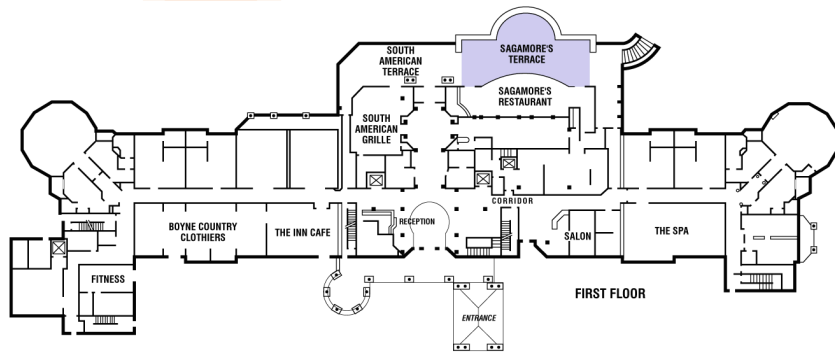 SOUTH
AMERICAN
TERRACE
SAGAMORE'S
TERRACE
SAGAMORE'S
RESTAURANT
SOUTH
AMERICAN
GRILLE
CORRIDOR
RECEPTION
BOYNE COUNTRY
CLOTHIERS
THE INN CAFE
SALON
THE SPA
FITNESS
FIRST FLOOR
ENTRANCE